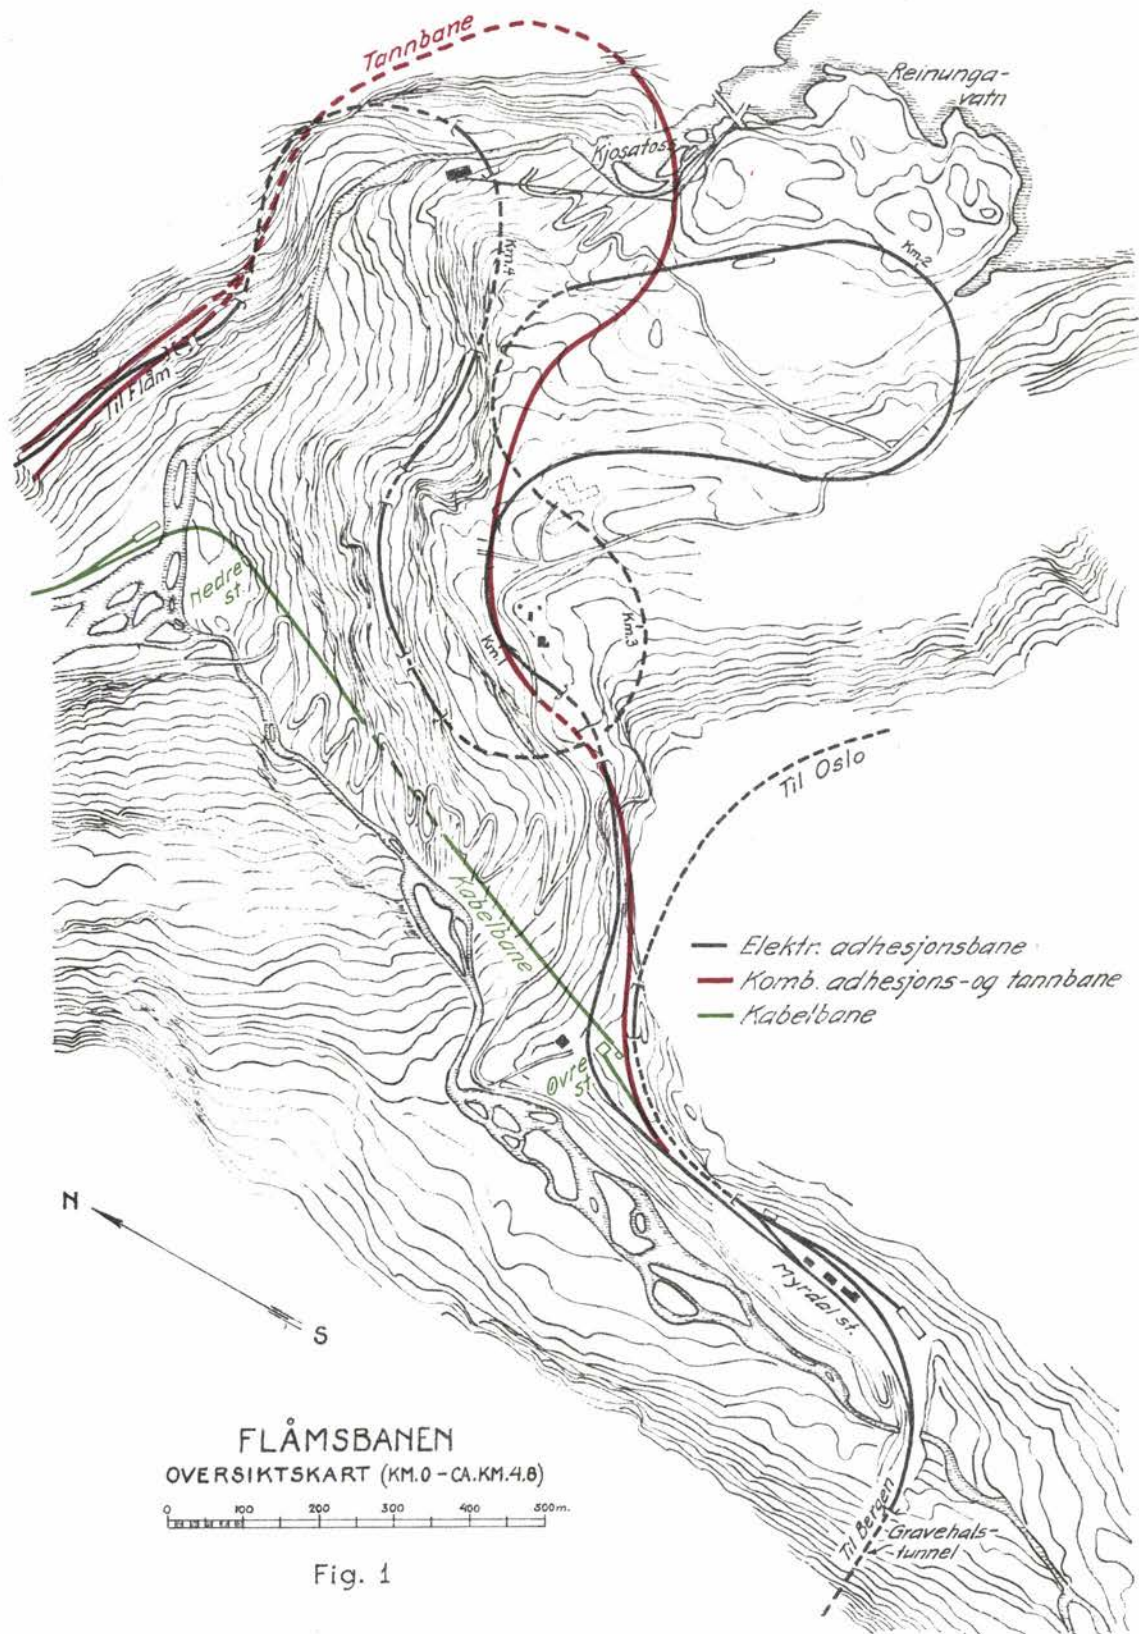 Tannbane
Reinunga-
vatn
Kjosafoss
Km.4
Km.2
Til Flåm
Nedre
st.
Km.1
Km.3
Til Oslo
Kabelbane
Elektr. adhesjonsbane
Komb. adhesjons-og tannbane
Kabelbane
Øvre
st.
N
S
Myrdal st.
FLÅMSBANEN
OVERSIKTSKART (KM.0-CA.KM.4.8)
0 100 200 300 400 500m.
Til Bergen
Gravehals-
tunnel
Fig. 1